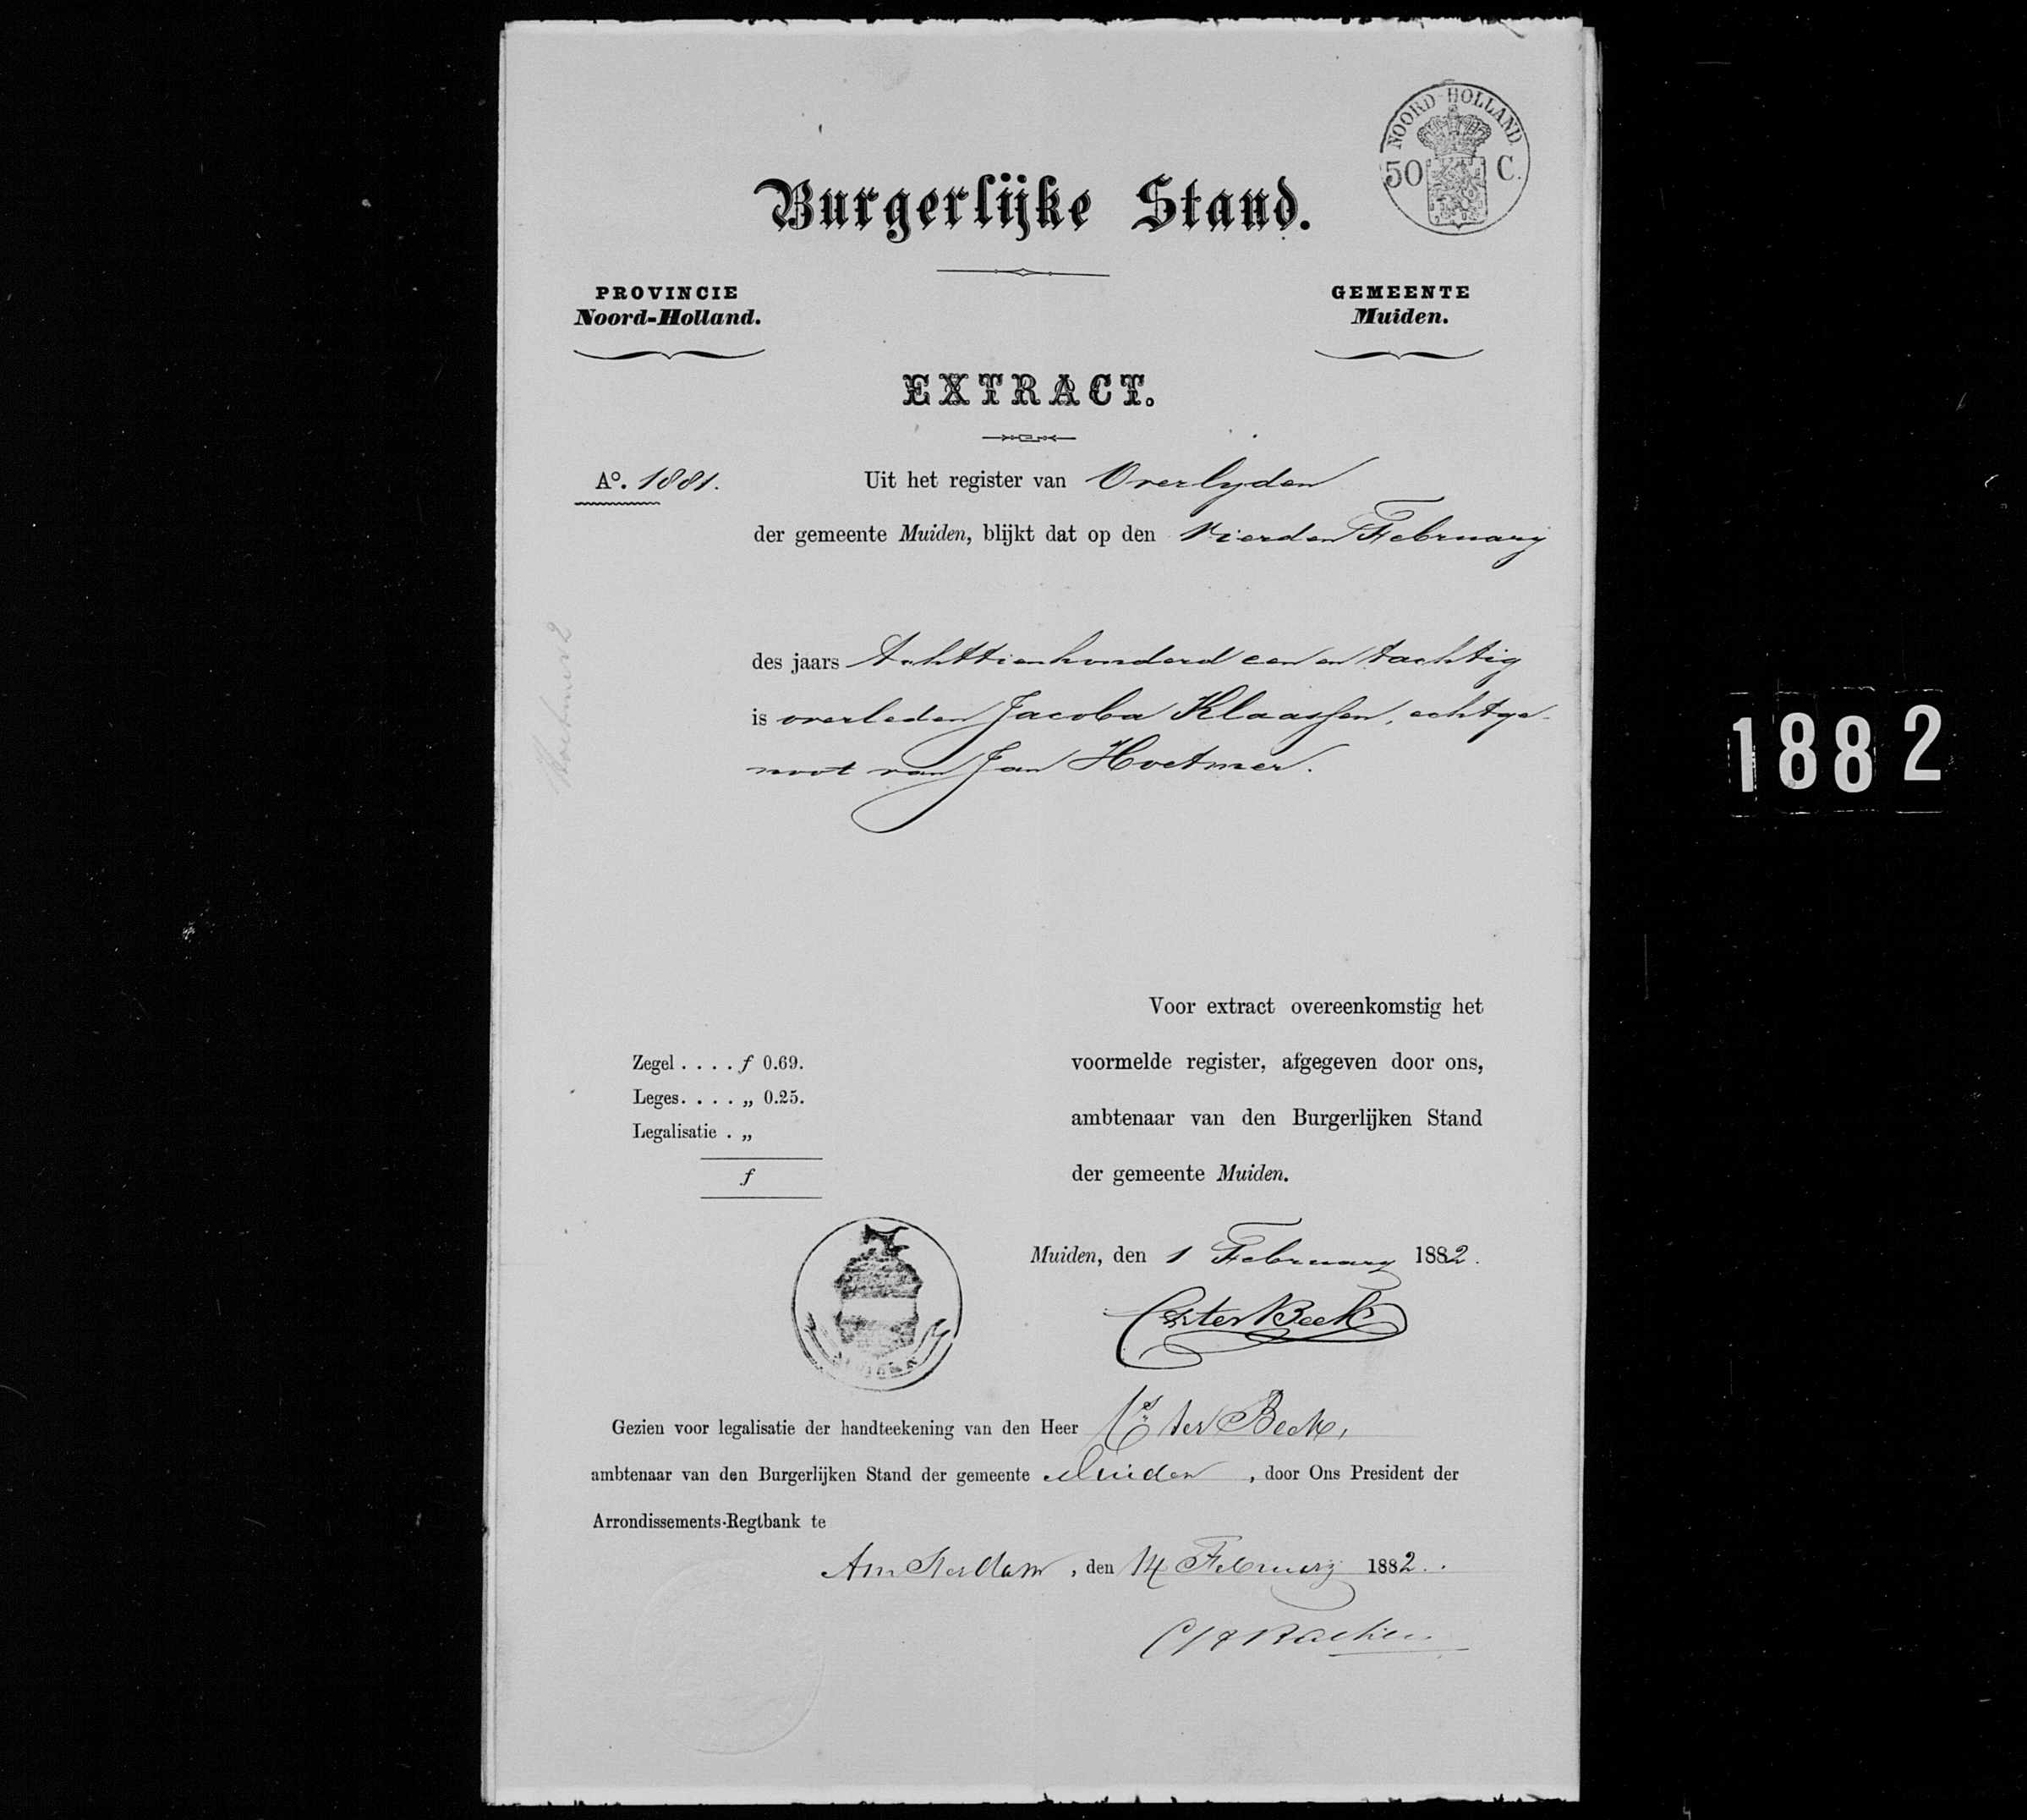 NOORD-HOLLAND
50 C.
Burgerlijke Stand.
PROVINCIE
Noord-Holland.
GEMEENTE
Muiden.
EXTRACT.
Aº. 1881.
Uit het register van Overlyden
der gemeente Muiden, blijkt dat op den Vierden February
des jaars Achttienhonderd een en tachtig
is overleden Jacoba Klaassen, echtge-
noot van Jan Hoetmer.
1882
Voor extract overeenkomstig het
voormelde register, afgegeven door ons,
ambtenaar van den Burgerlijken Stand
der gemeente Muiden.
Zegel . . . . f 0.69.
Leges. . . . „ 0.25.
Legalisatie . „
f
Muiden, den 1 February 1882.
ter Beek
Gezien voor legalisatie der handteekening van den Heer ter Beek,
ambtenaar van den Burgerlijken Stand der gemeente Muiden, door Ons President der
Arrondissements-Regtbank te
Amsterdam, den 14 February 1882.